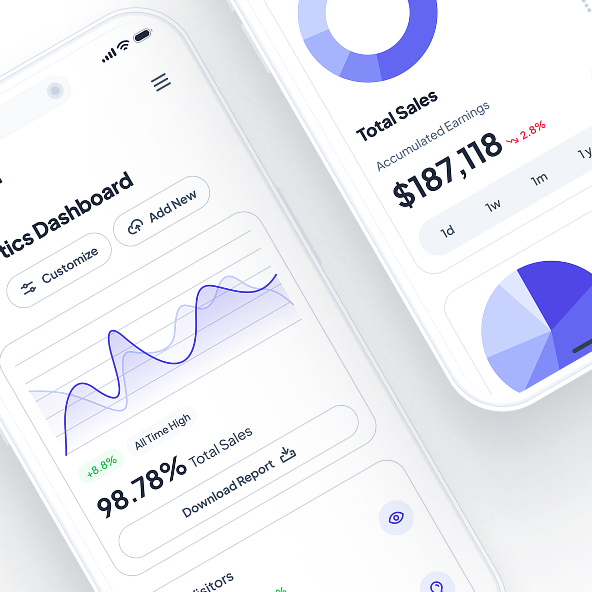 tics Dashboard
Customize
Add New
+8.8%
All Time High
98.78% Total Sales
Download Report
%
Total Sales
Accumulated Earnings
$187,118
2.8%
1d
1w
1m
1y